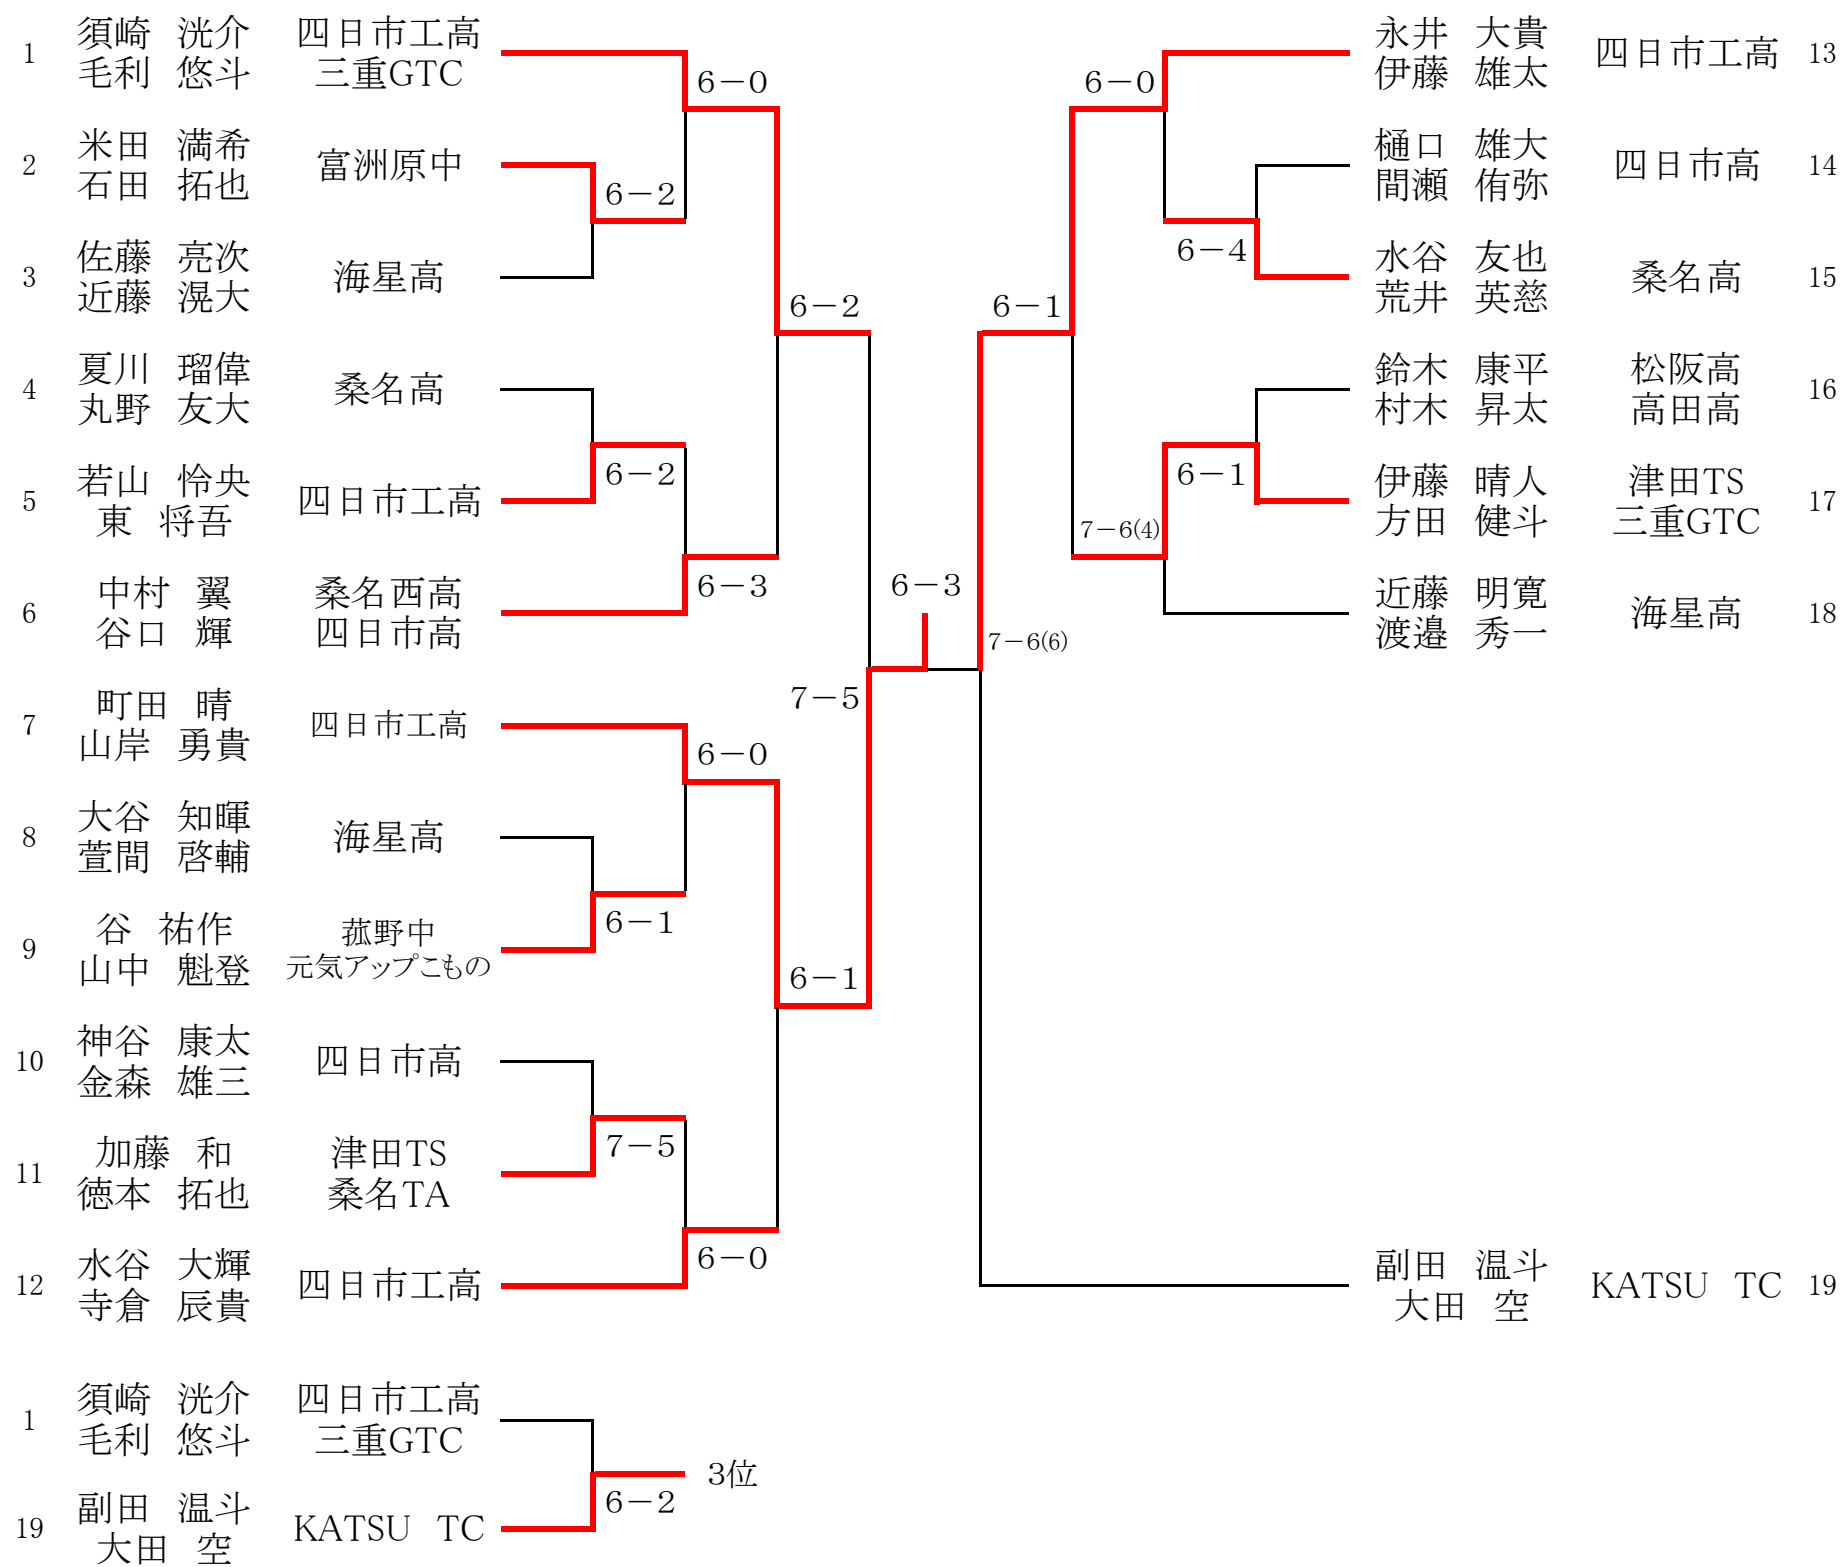 1 須崎 洸介 四日市工高
毛利 悠斗 三重GTC
6－0
2 米田 満希 富洲原中
石田 拓也
6－2
3 佐藤 亮次 海星高
近藤 滉大
6－2
4 夏川 瑠偉 桑名高
丸野 友大
6－2
5 若山 怜央 四日市工高
東 将吾
6－3
6 中村 翼 桑名西高
谷口 輝 四日市高
7－5
7 町田 晴 四日市工高
山岸 勇貴
6－0
8 大谷 知暉 海星高
萱間 啓輔
6－1
9 谷 祐作 菰野中
山中 魁登 元気アップこもの
6－1
10 神谷 康太 四日市高
金森 雄三
7－5
11 加藤 和 津田TS
徳本 拓也 桑名TA
6－0
12 水谷 大輝 四日市工高
寺倉 辰貴
6－3
永井 大貴 四日市工高 13
伊藤 雄太
6－0
樋口 雄大 四日市高 14
間瀬 侑弥
6－4
水谷 友也 桑名高 15
荒井 英慈
6－1
鈴木 康平 松阪高 16
村木 昇太 高田高
6－1
伊藤 晴人 津田TS 17
方田 健斗 三重GTC
7－6(4)
近藤 明寛 海星高 18
渡邉 秀一
7－6(6)
副田 温斗 KATSU TC 19
大田 空
1 須崎 洸介 四日市工高
毛利 悠斗 三重GTC
6－2
3位
19 副田 温斗 KATSU TC
大田 空